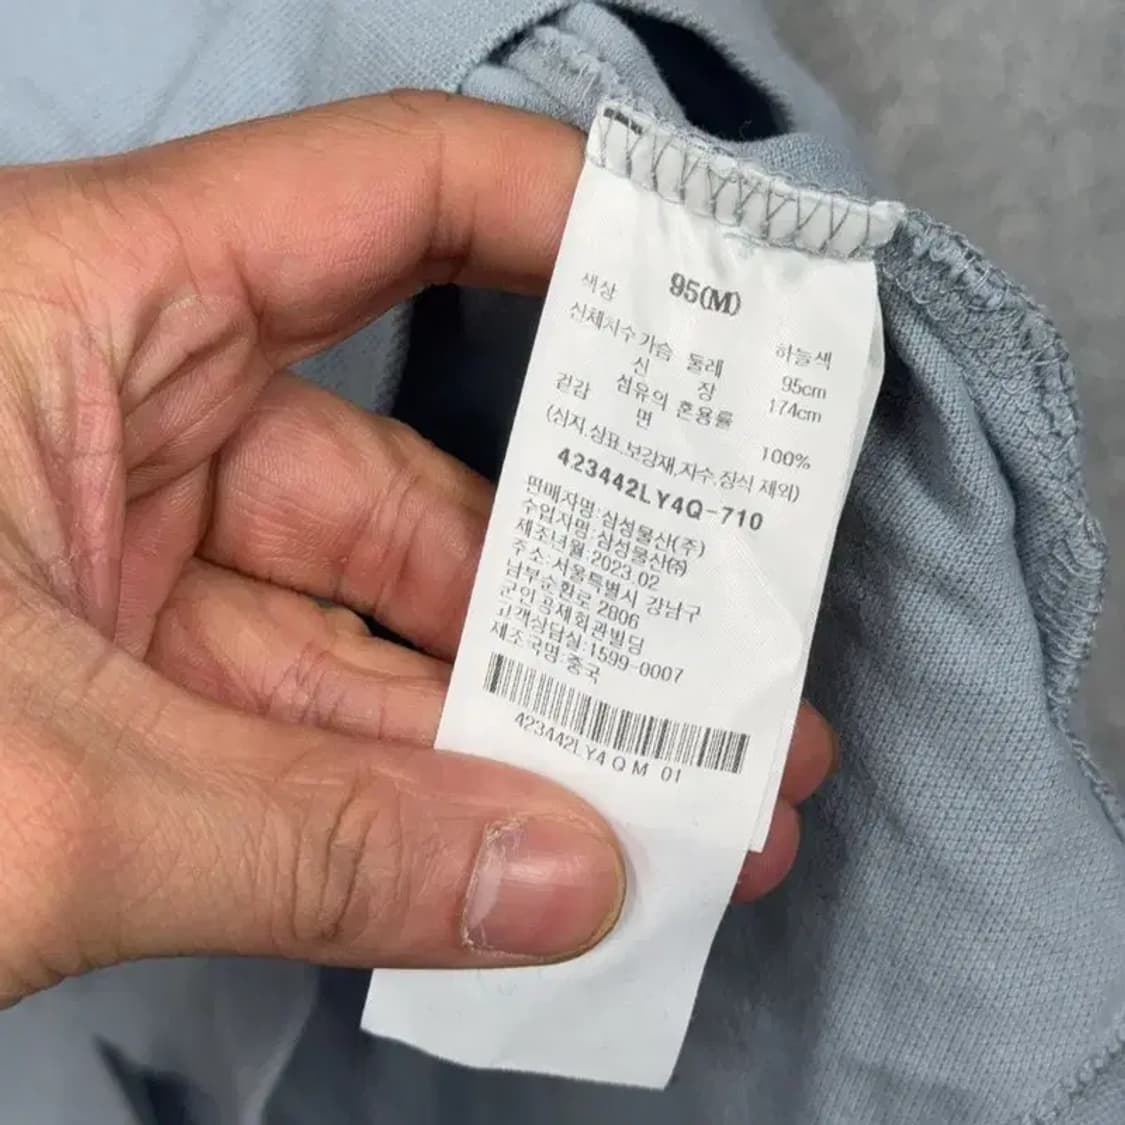 95(M)
색상 하늘색
신체치수 가슴 둘레 95cm
신 장 174cm
섬유의 혼용률
겉감 면 100%
(심지,상표,보강재,자수,장식 제외)
423442LY4Q-710
판매자명:삼성물산(주)
수입자명:삼성물산㈜
제조년월:2023.02
주소:서울특별시 강남구
남부순환로 2806
군인공제회관빌딩
고객상담실:1599-0007
제조국명:중국
423442LY4 Q M 01